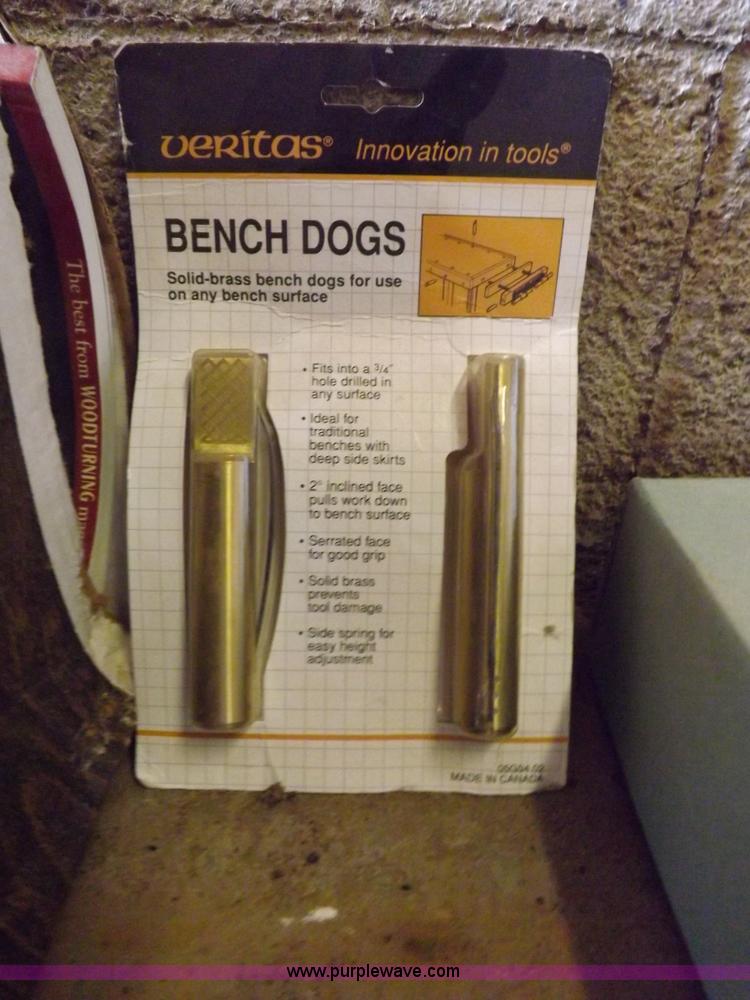 veritas® Innovation in tools®
BENCH DOGS
Solid-brass bench dogs for use
on any bench surface
• Fits into a 3/4"
hole drilled in
any surface
• Ideal for
traditional
benches with
deep side skirts
• 2° inclined face
pulls work down
to bench surface
• Serrated face
for good grip
• Solid brass
prevents
tool damage
• Side spring for
easy height
adjustment
05G04.02
MADE IN CANADA
The best from WOODTURNING
www.purplewave.com